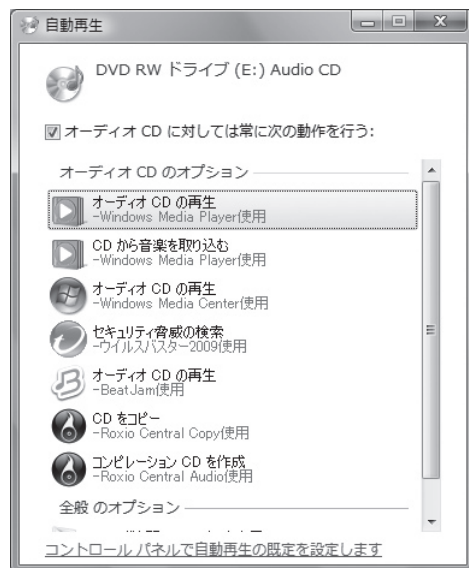 自動再生
DVD RW ドライブ (E:) Audio CD
オーディオ CD に対しては常に次の動作を行う:
オーディオ CD のオプション
オーディオ CD の再生
-Windows Media Player使用
CD から音楽を取り込む
-Windows Media Player使用
オーディオ CD の再生
-Windows Media Center使用
セキュリティ脅威の検索
-ウイルスバスター2009使用
オーディオ CD の再生
-BeatJam使用
CD をコピー
-Roxio Central Copy使用
コンピレーション CD を作成
-Roxio Central Audio使用
全般 のオプション
コントロール パネルで自動再生の既定を設定します